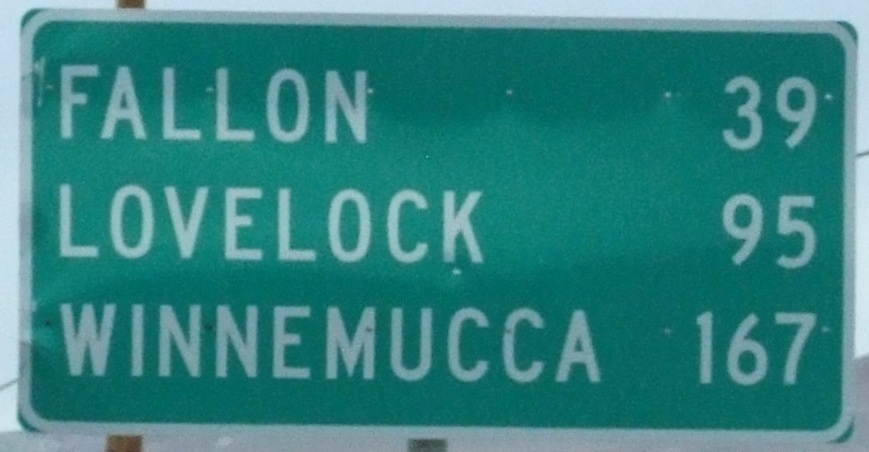 FALLON 39
LOVELOCK 95
WINNEMUCCA 167